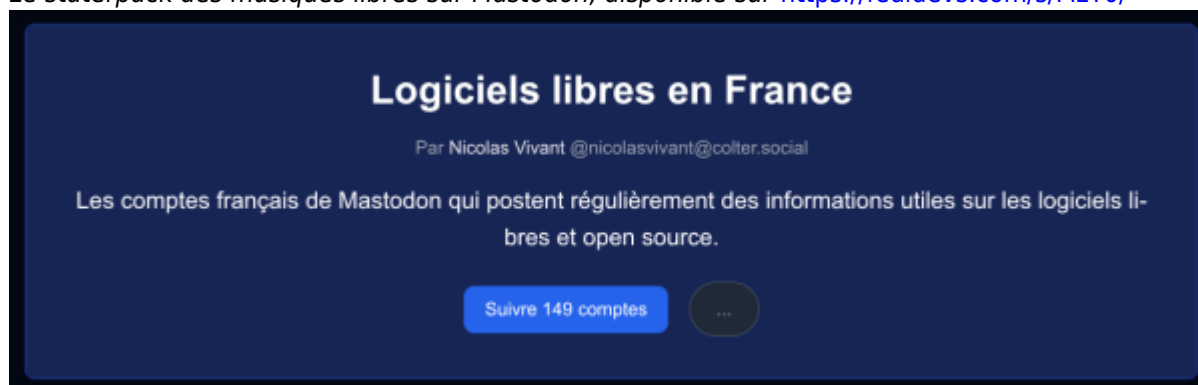 Logiciels libres en France
Par Nicolas Vivant @nicolasvivant@colter.social
Les comptes français de Mastodon qui postent régulièrement des informations utiles sur les logiciels li-
bres et open source.
Suivre 149 comptes
...